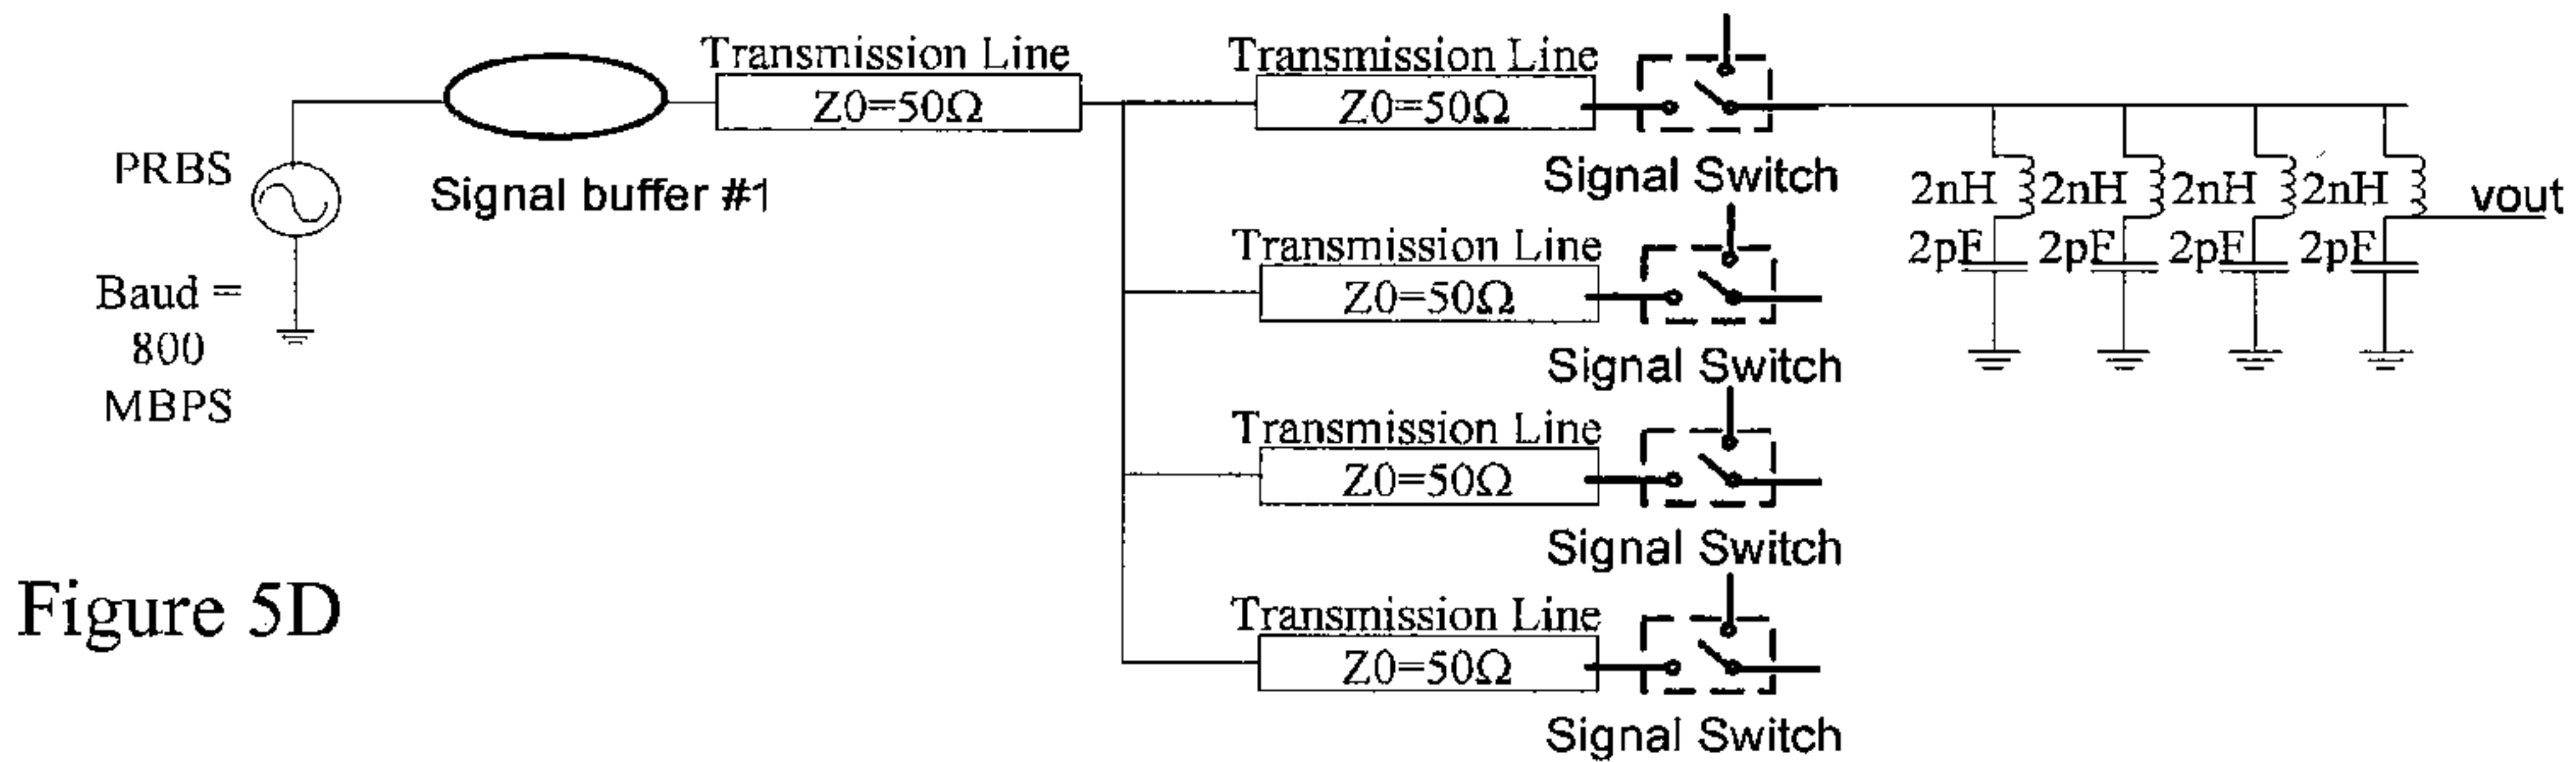 Transmission Line
Z0=50Ω
Transmission Line
Z0=50Ω
PRBS
Signal buffer #1
Signal Switch
2nH 2nH 2nH 2nH vout
2pF 2pF 2pF 2pF
Baud =
800
MBPS
Transmission Line
Z0=50Ω
Signal Switch
Transmission Line
Z0=50Ω
Signal Switch
Transmission Line
Z0=50Ω
Signal Switch
Figure 5D